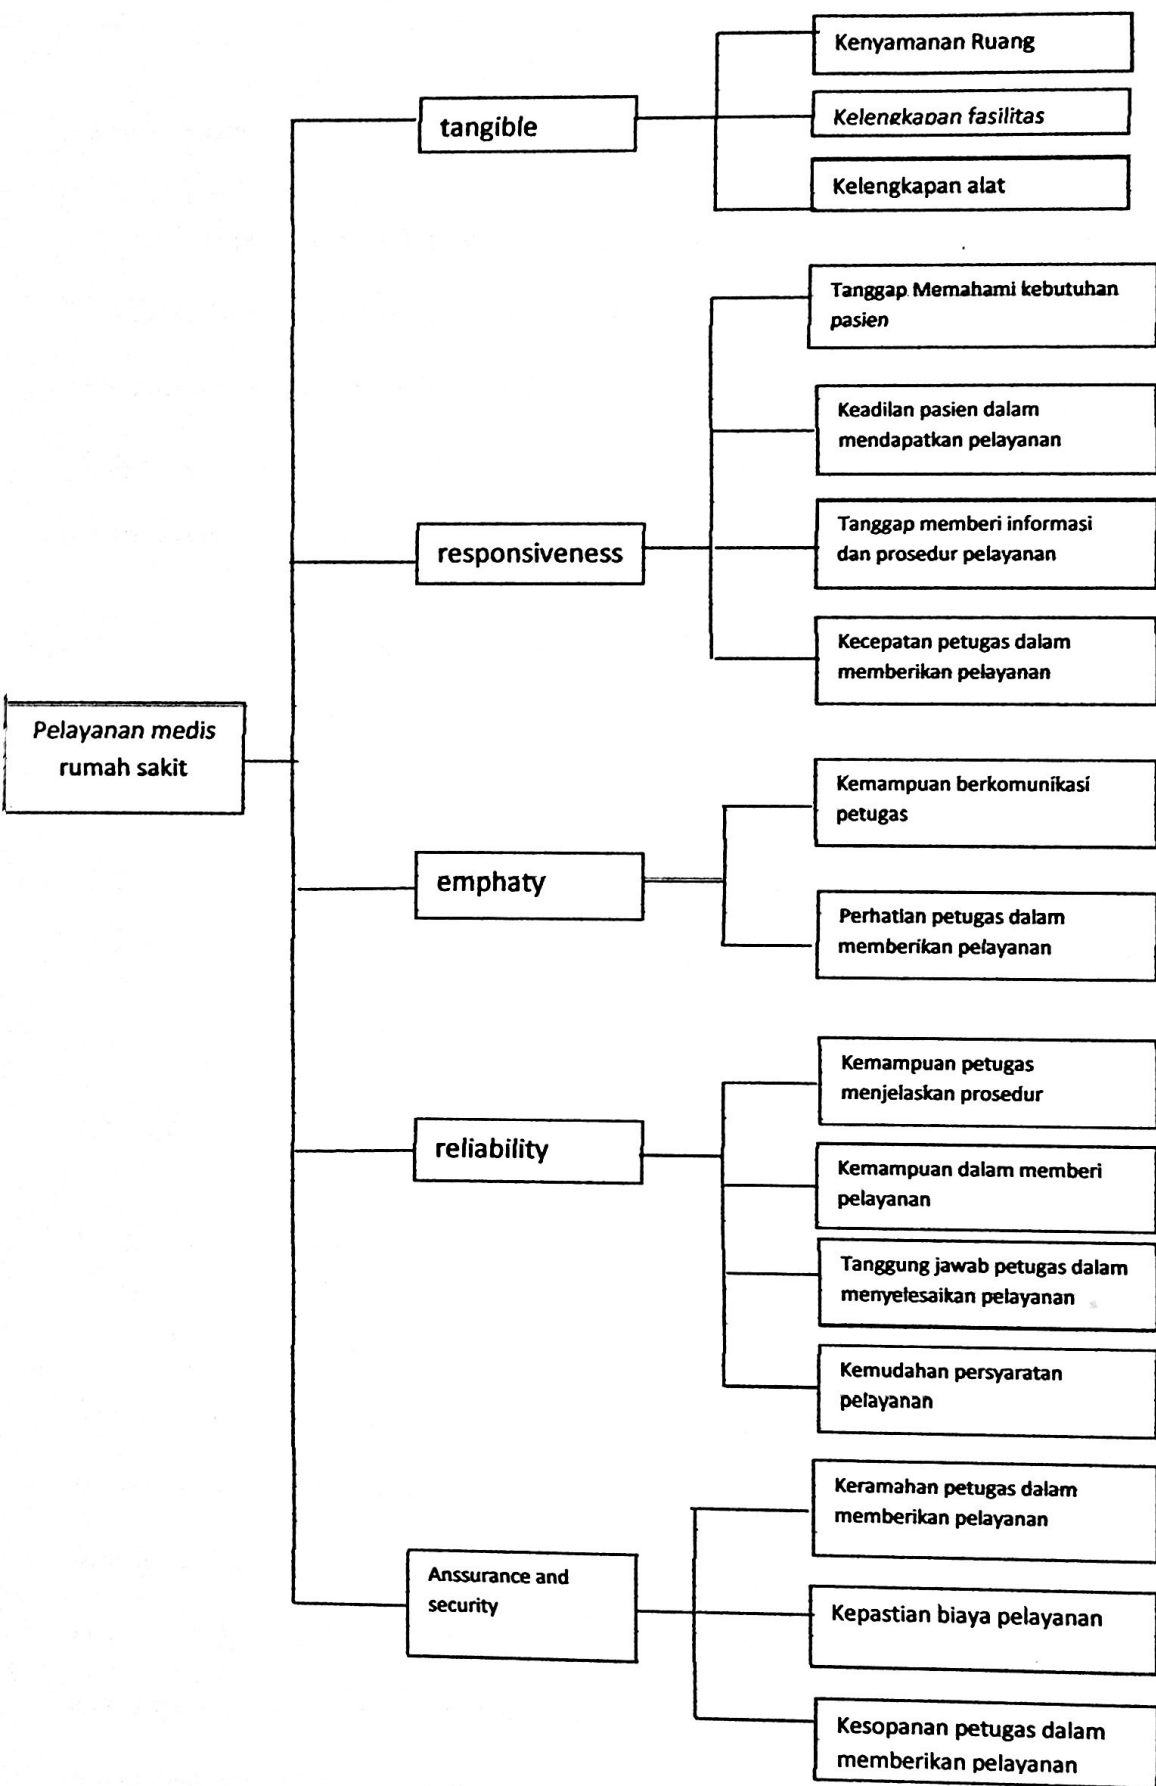 Kenyamanan Ruang
tangible
Kelengkapan fasilitas
Kelengkapan alat
Tanggap Memahami kebutuhan
pasien
Keadilan pasien dalam
mendapatkan pelayanan
responsiveness
Tanggap memberi informasi
dan prosedur pelayanan
Kecepatan petugas dalam
memberikan pelayanan
Pelayanan medis
rumah sakit
Kemampuan berkomunikasi
petugas
emphaty
Perhatian petugas dalam
memberikan pelayanan
Kemampuan petugas
menjelaskan prosedur
reliability
Kemampuan dalam memberi
pelayanan
Tanggung jawab petugas dalam
menyelesaikan pelayanan
Kemudahan persyaratan
pelayanan
Keramahan petugas dalam
memberikan pelayanan
Anssurance and
security
Kepastian biaya pelayanan
Kesopanan petugas dalam
memberikan pelayanan